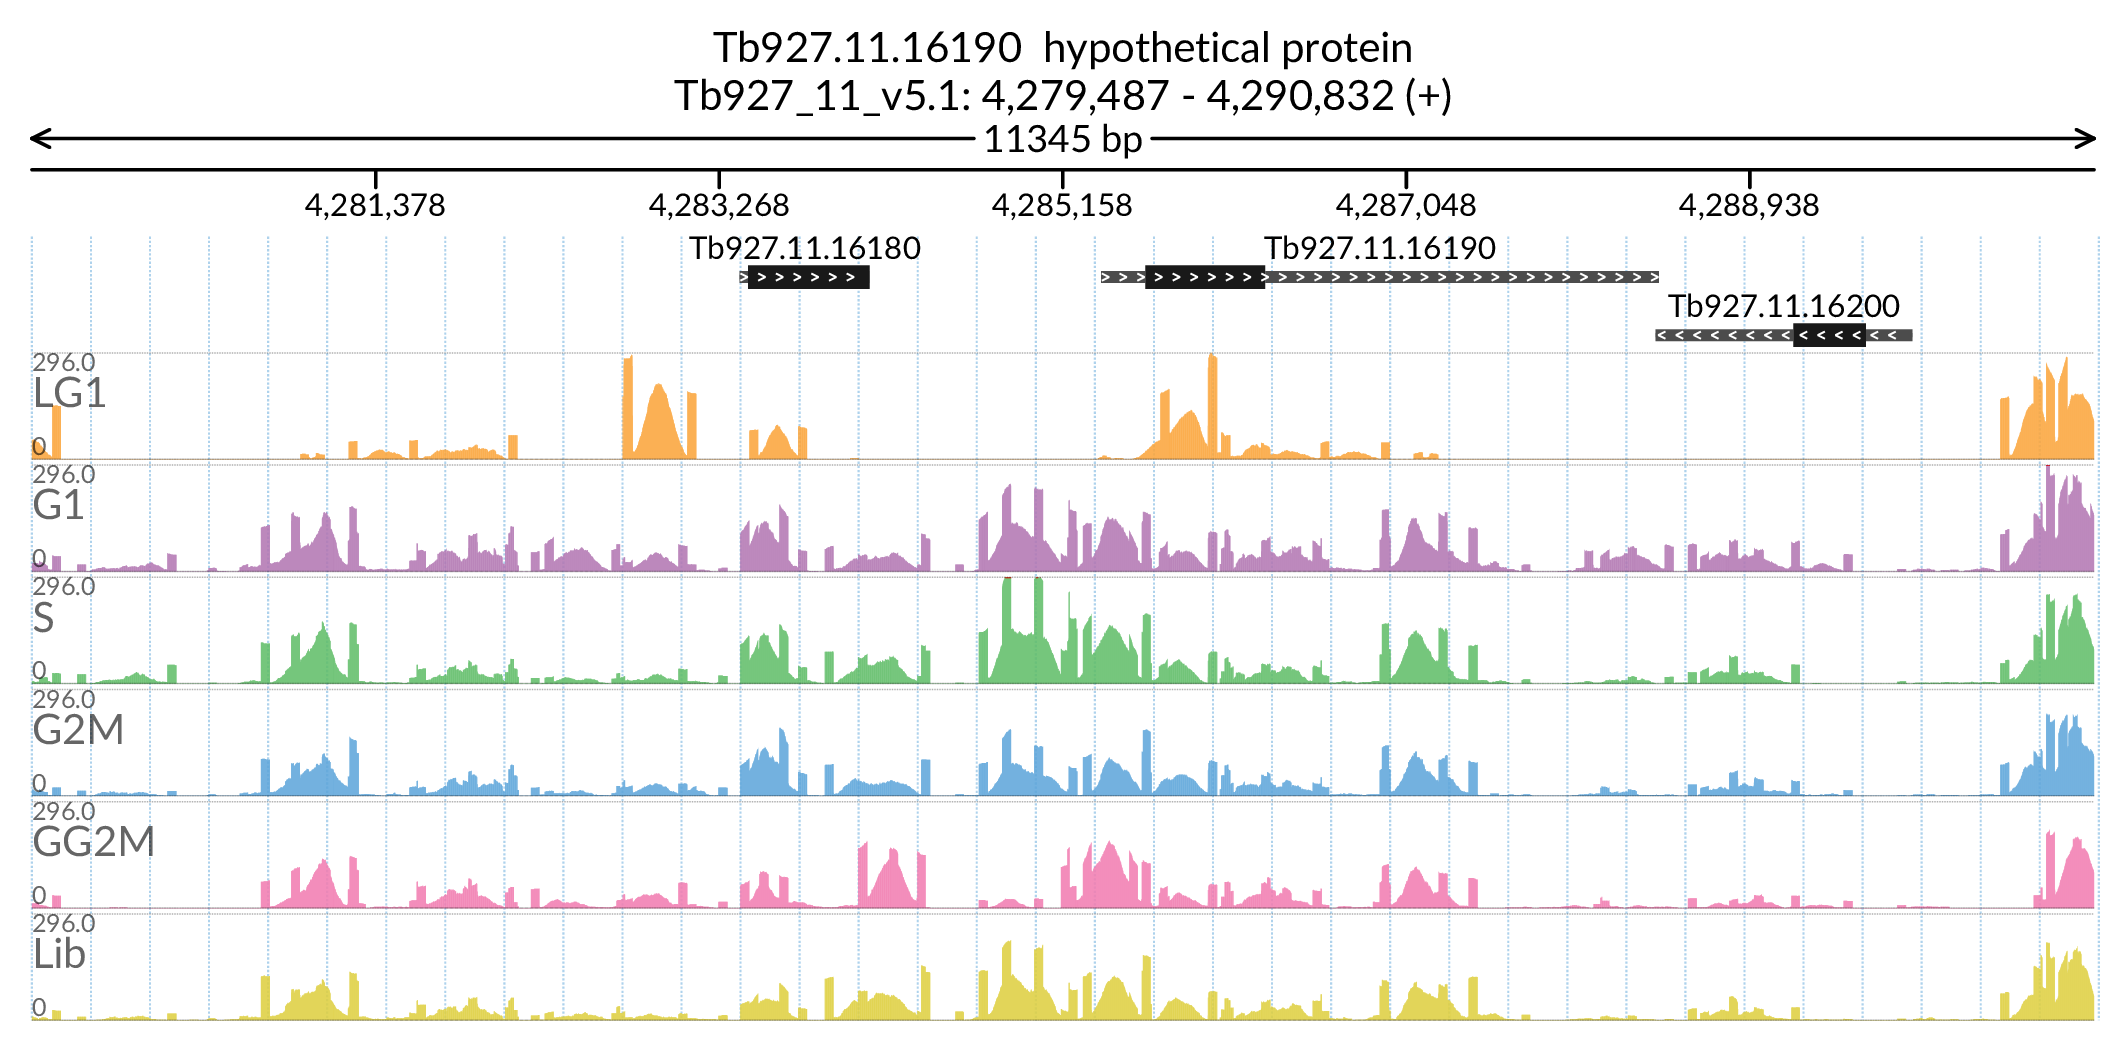 Tb927.11.16190  hypothetical protein
Tb927_11_v5.1: 4,279,487 - 4,290,832 (+)
11345 bp
4,281,378 4,283,268 4,285,158 4,287,048 4,288,938
Tb927.11.16180 Tb927.11.16190
Tb927.11.16200
296.0
LG1
0
296.0
G1
0
296.0
S
0
296.0
G2M
0
296.0
GG2M
0
296.0
Lib
0